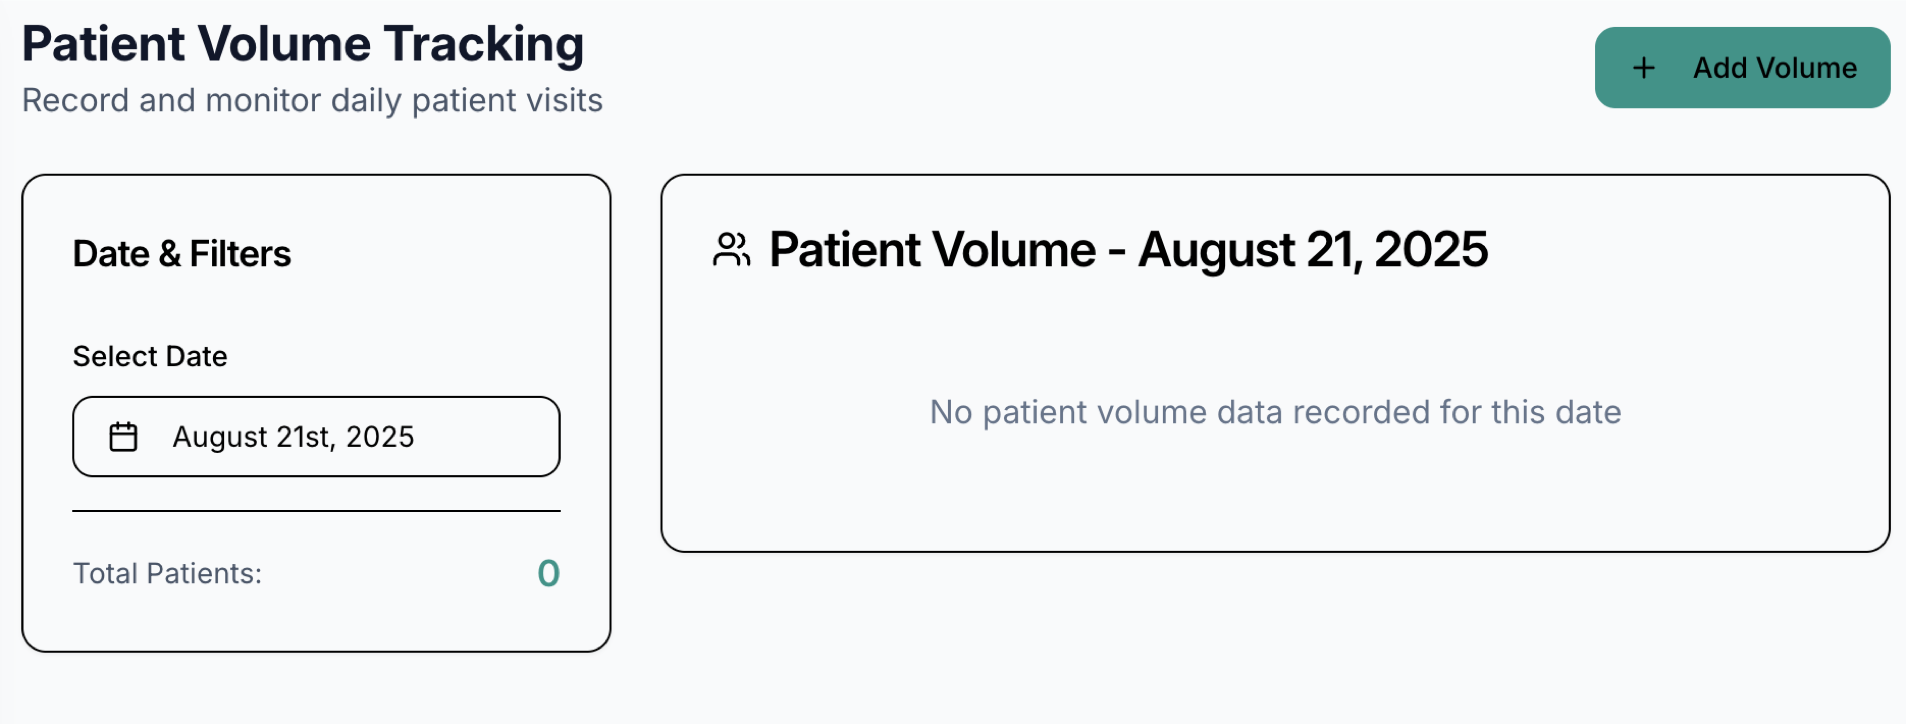 Patient Volume Tracking
Record and monitor daily patient visits
Add Volume
Date & Filters
Select Date
August 21st, 2025
Total Patients: 0
Patient Volume - August 21, 2025
No patient volume data recorded for this date